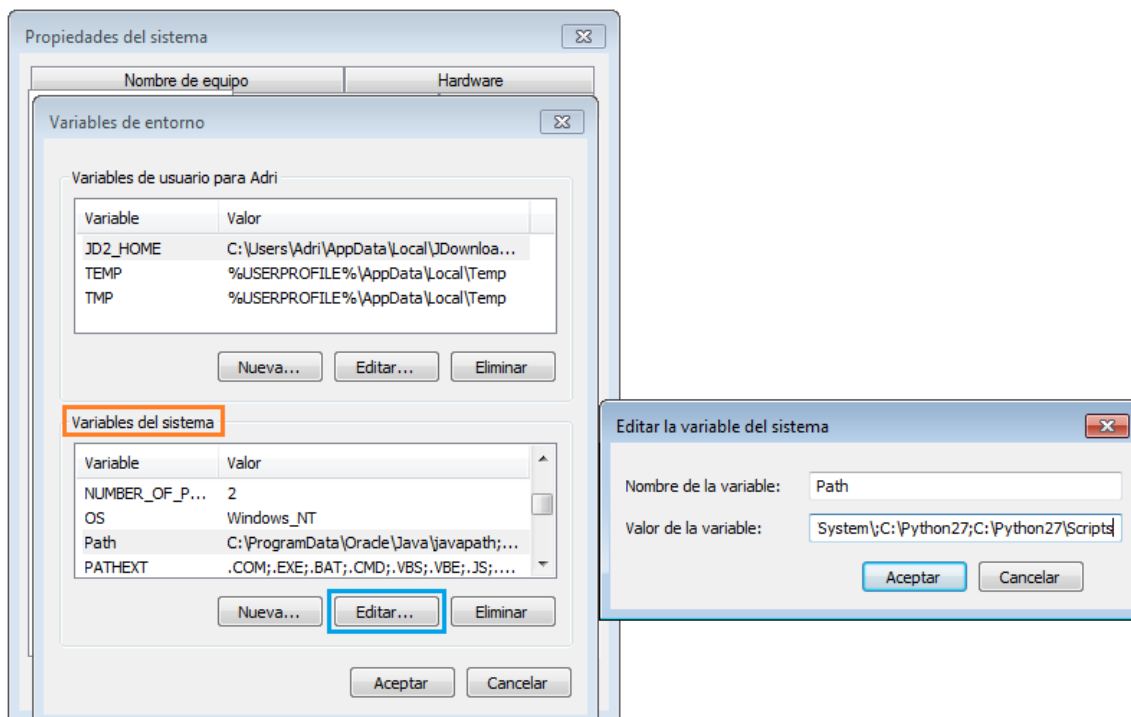 Propiedades del sistema
Nombre de equipo Hardware
Variables de entorno
Variables de usuario para Adri
Variable Valor
JD2_HOME C:\Users\Adri\AppData\Local\JDownloa...
TEMP %USERPROFILE%\AppData\Local\Temp
TMP %USERPROFILE%\AppData\Local\Temp
Nueva... Editar... Eliminar
Variables del sistema
Variable Valor
NUMBER_OF_P... 2
OS Windows_NT
Path C:\ProgramData\Oracle\Java\javapath;...
PATHEXT .COM;.EXE;.BAT;.CMD;.VBS;.VBE;.JS;....
Nueva... Editar... Eliminar
Aceptar Cancelar
Editar la variable del sistema
Nombre de la variable: Path
Valor de la variable: System\;C:\Python27;C:\Python27\Scripts
Aceptar Cancelar